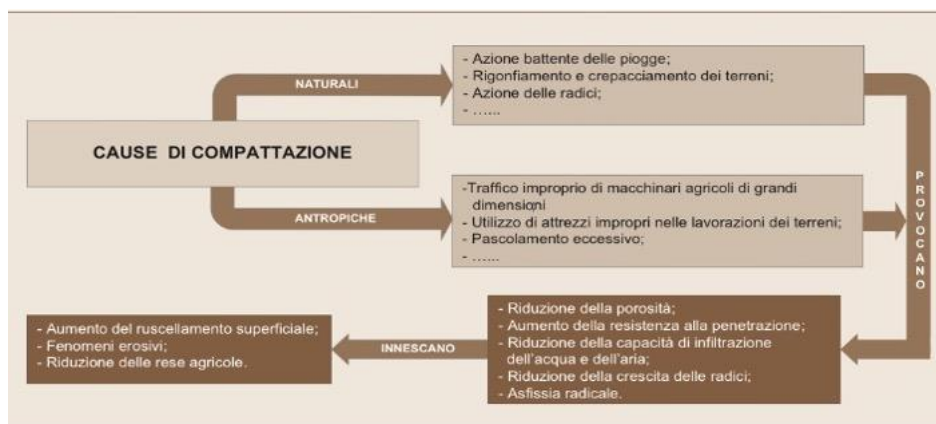 NATURALI
- Azione battente delle piogge;
- Rigonfiamento e crepacciamento dei terreni;
- Azione delle radici;
- …...
CAUSE DI COMPATTAZIONE
ANTROPICHE
-Traffico improprio di macchinari agricoli di grandi
dimensioni
- Utilizzo di attrezzi impropri nelle lavorazioni dei terreni;
- Pascolamento eccessivo;
- …...
PROVOCANO
- Riduzione della porosità;
- Aumento della resistenza alla penetrazione;
- Riduzione della capacità di infiltrazione
dell'acqua e dell'aria;
- Riduzione della crescita delle radici;
- Asfissia radicale.
INNESCANO
- Aumento del ruscellamento superficiale;
- Fenomeni erosivi;
- Riduzione delle rese agricole.